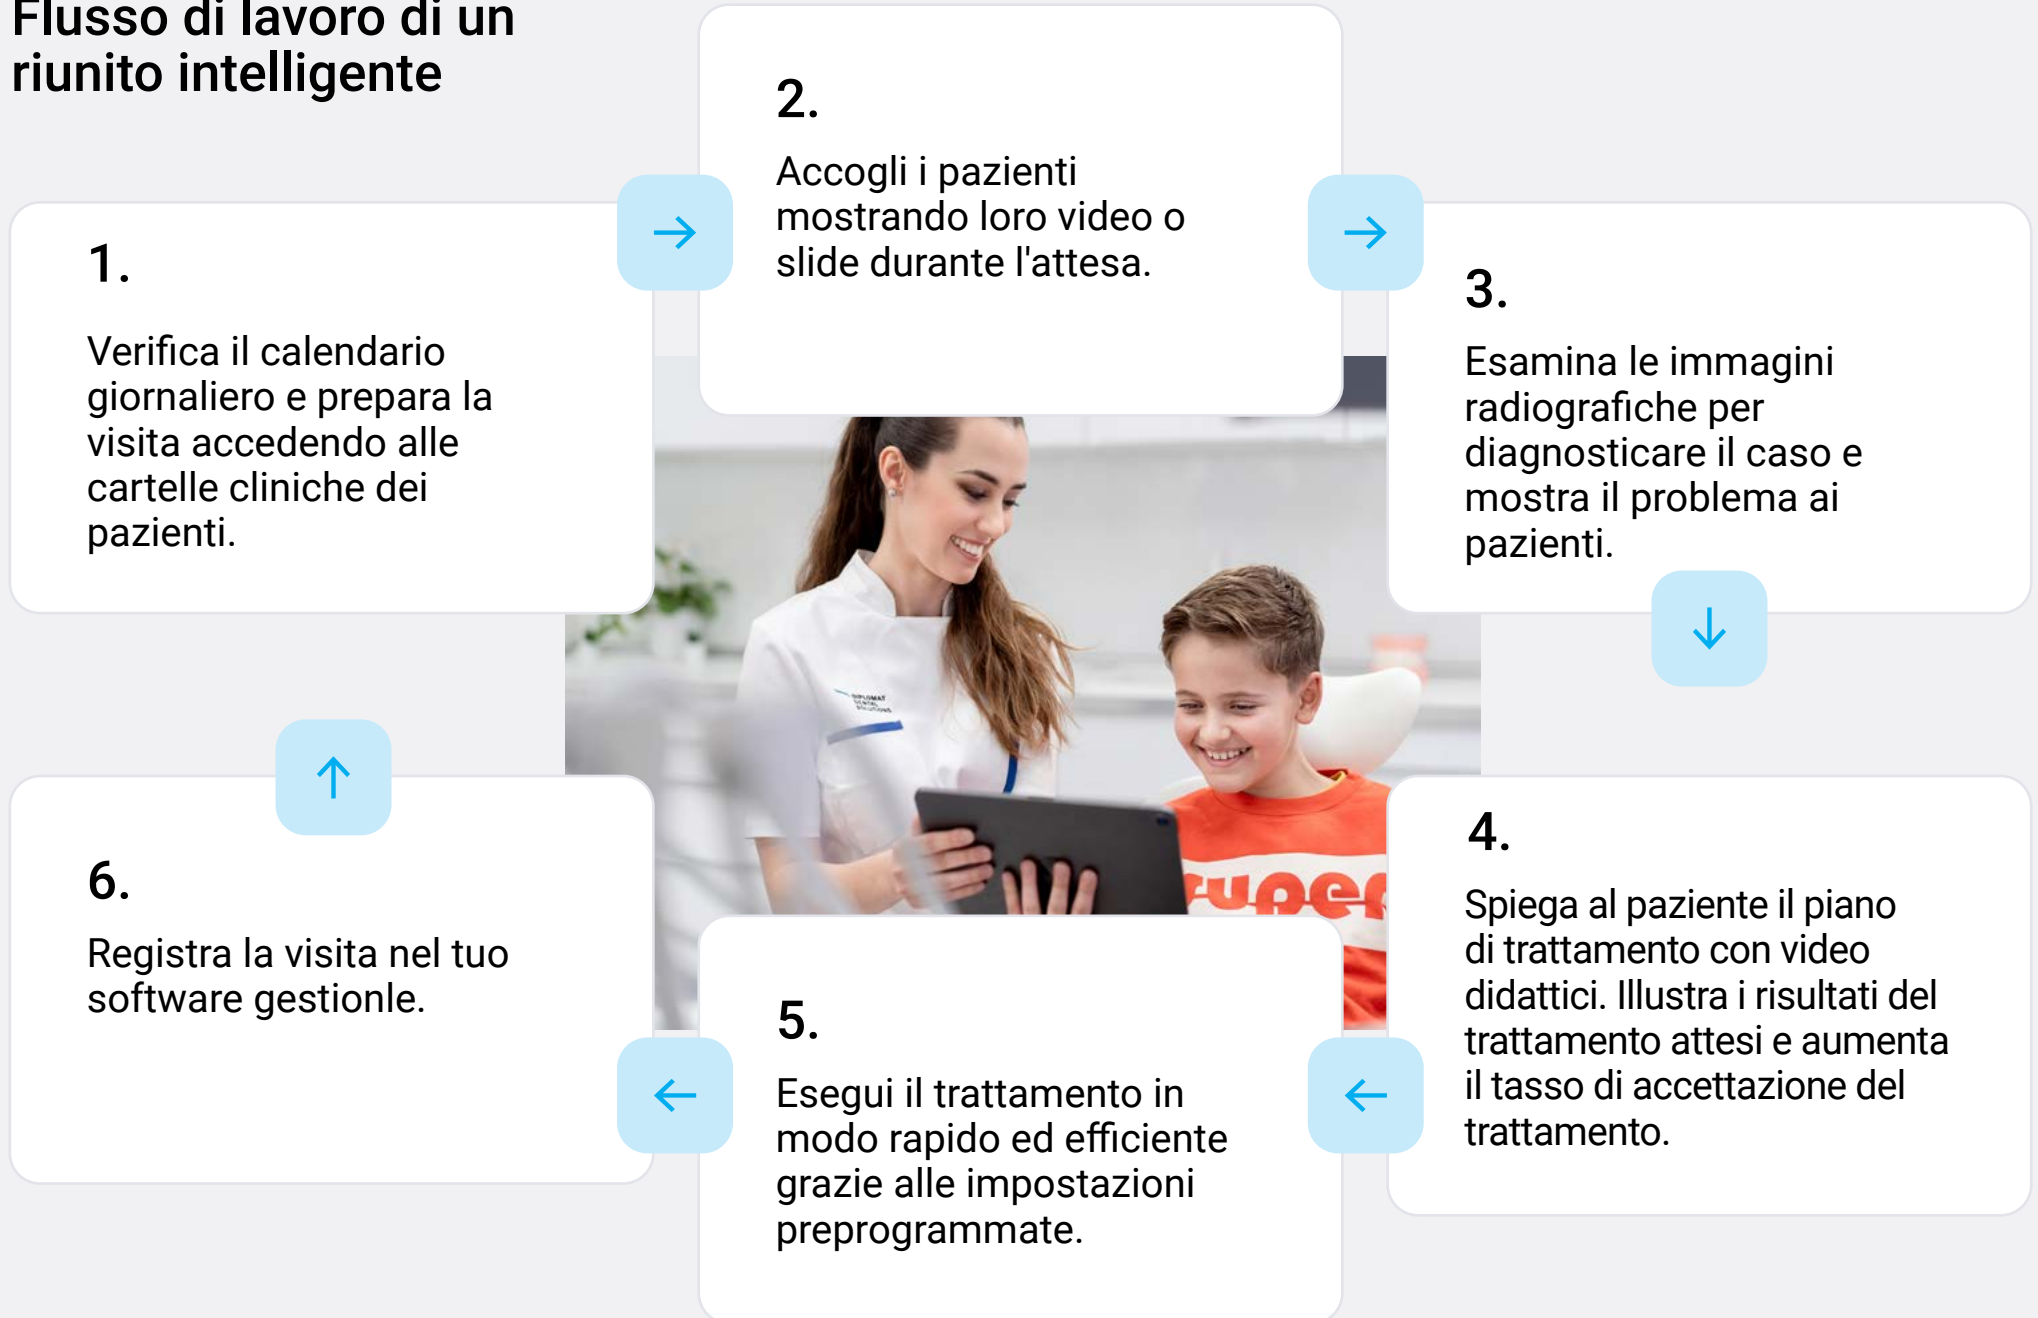 Flusso di lavoro di un
riunito intelligente
1.
Verifica il calendario
giornaliero e prepara la
visita accedendo alle
cartelle cliniche dei
pazienti.
2.
Accogli i pazienti
mostrando loro video o
slide durante l'attesa.
3.
Esamina le immagini
radiografiche per
diagnosticare il caso e
mostra il problema ai
pazienti.
4.
Spiega al paziente il piano
di trattamento con video
didattici. Illustra i risultati del
trattamento attesi e aumenta
il tasso di accettazione del
trattamento.
5.
Esegui il trattamento in
modo rapido ed efficiente
grazie alle impostazioni
preprogrammate.
6.
Registra la visita nel tuo
software gestionle.
DIPLOMAT
DENTAL
SOLUTIONS
super